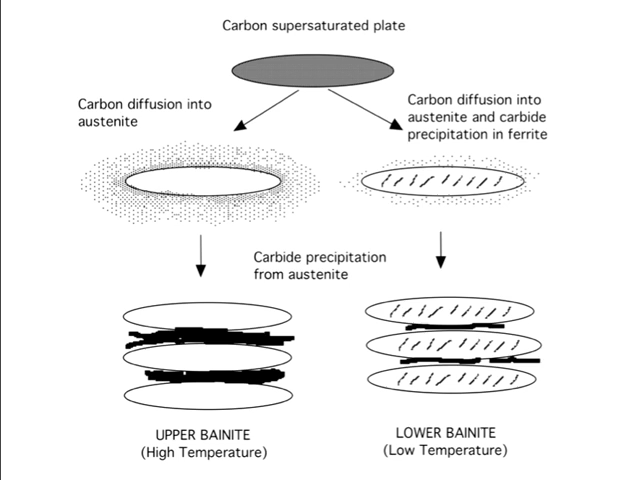 Carbon supersaturated plate
Carbon diffusion into
austenite
Carbon diffusion into
austenite and carbide
precipitation in ferrite
Carbide precipitation
from austenite
UPPER BAINITE
(High Temperature)
LOWER BAINITE
(Low Temperature)